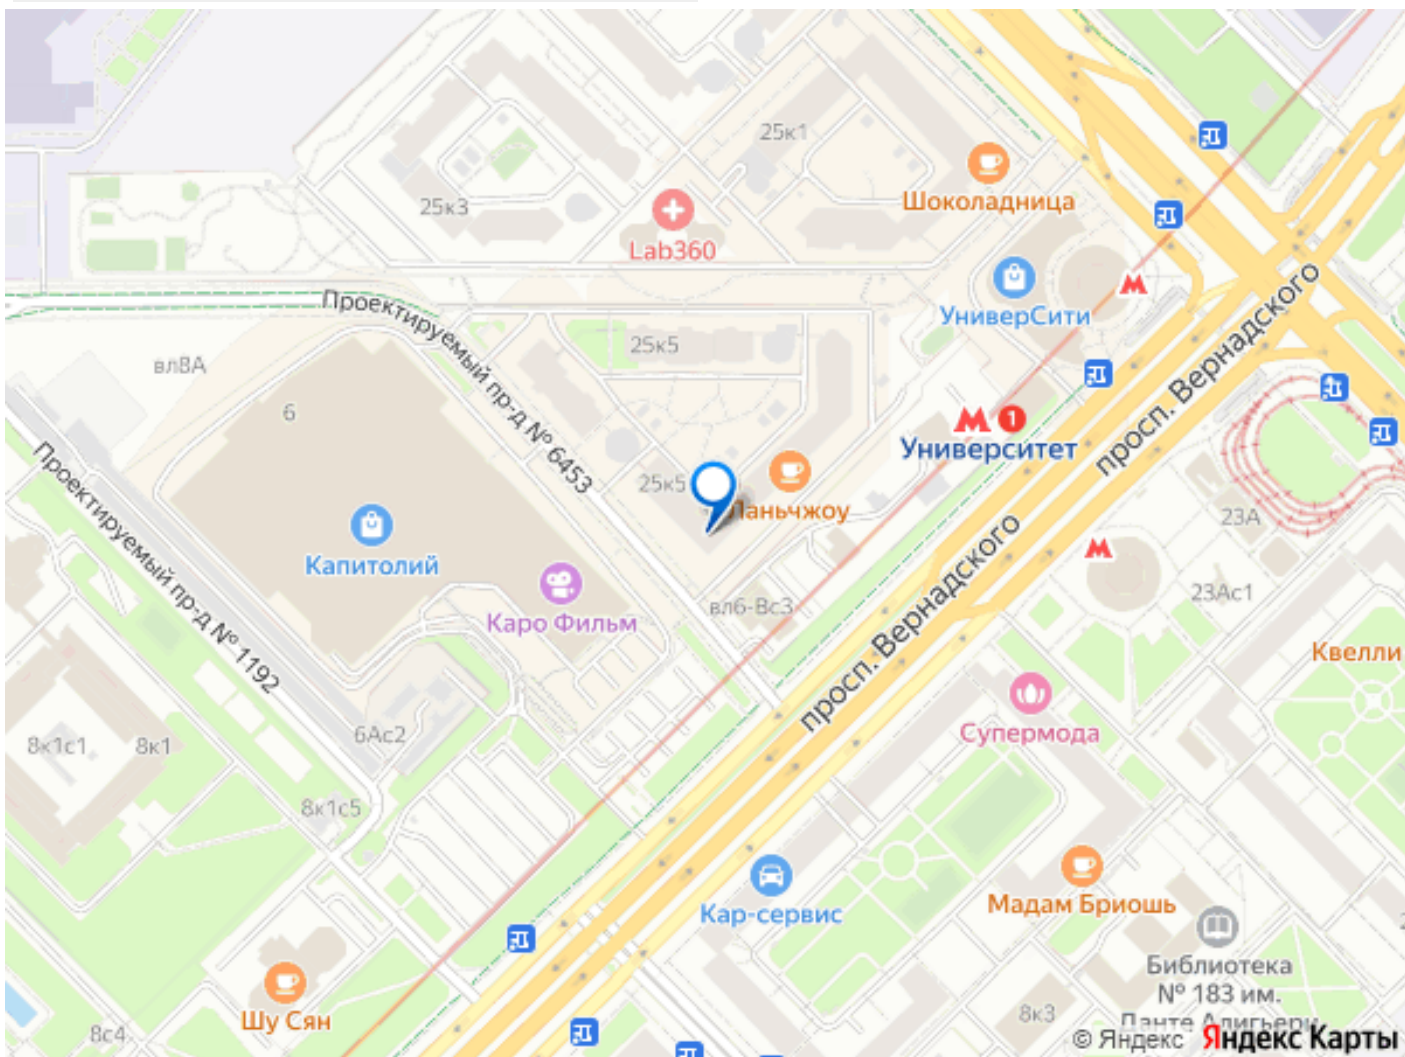 25к1
Шоколадница
25к3
Lab360
Проектируемый пр-д № 6453
УниверСити
просп. Вернадского
25к5
вл8А
6
М 1
Университет
Проектируемый пр-д № 1192
25к5
Ланьчжоу
23А
Капитолий
просп. Вернадского
Каро Фильм
вл6-Вс3
23Ас1
Квелли
Супермода
6Ас2
8к1с1
8к1
8к1с5
Кар-сервис
Мадам Бриошь
Библиотека
№ 183 им.
Данте Алигьери
Шу Сян
8с4
8к3
© Яндекс Яндекс Карты